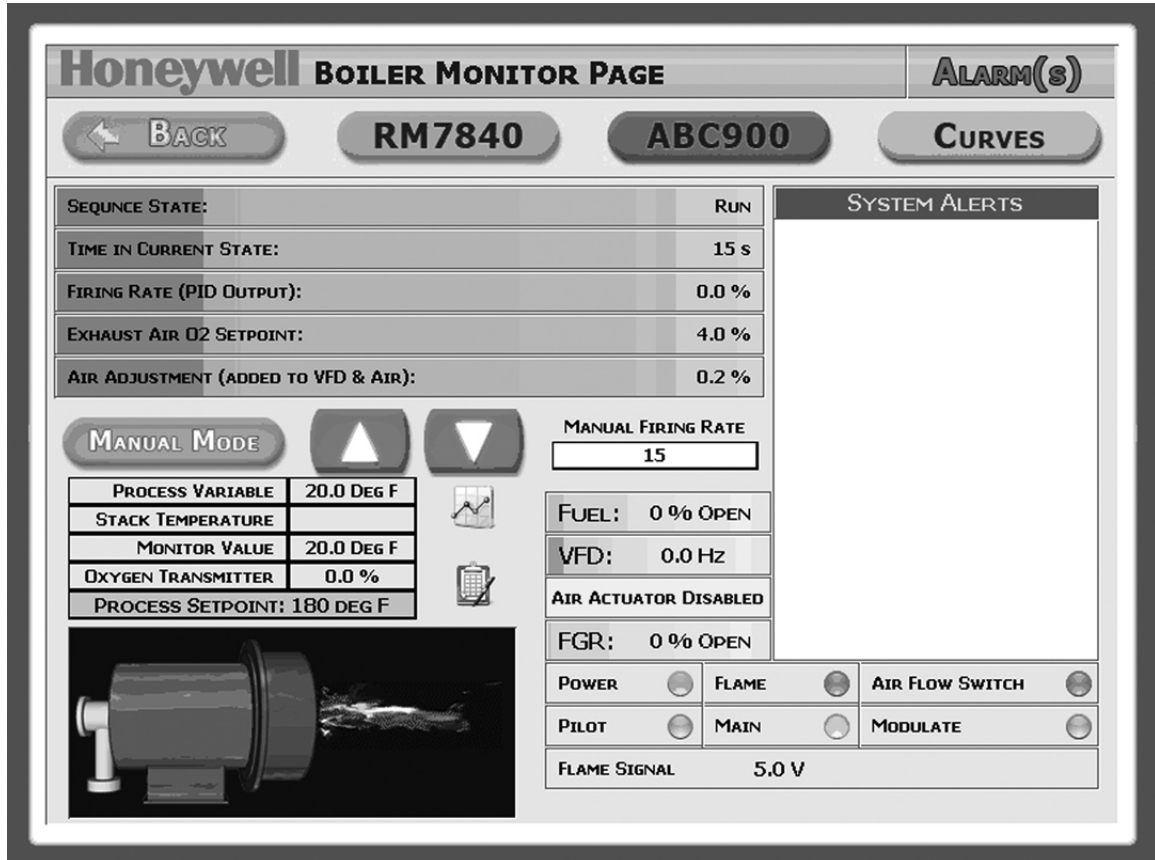 Honeywell BOILER MONITOR PAGE
ALARM(S)
BACK
RM7840
ABC900
CURVES
SEQUNCE STATE: RUN
TIME IN CURRENT STATE: 15 S
FIRING RATE (PID OUTPUT): 0.0 %
EXHAUST AIR O2 SETPOINT: 4.0 %
AIR ADJUSTMENT (ADDED TO VFD & AIR): 0.2 %
SYSTEM ALERTS
MANUAL MODE
MANUAL FIRING RATE
15
PROCESS VARIABLE 20.0 DEG F
STACK TEMPERATURE
MONITOR VALUE 20.0 DEG F
OXYGEN TRANSMITTER 0.0 %
PROCESS SETPOINT: 180 DEG F
FUEL: 0 % OPEN
VFD: 0.0 HZ
AIR ACTUATOR DISABLED
FGR: 0 % OPEN
POWER FLAME AIR FLOW SWITCH
PILOT MAIN MODULATE
FLAME SIGNAL 5.0 V